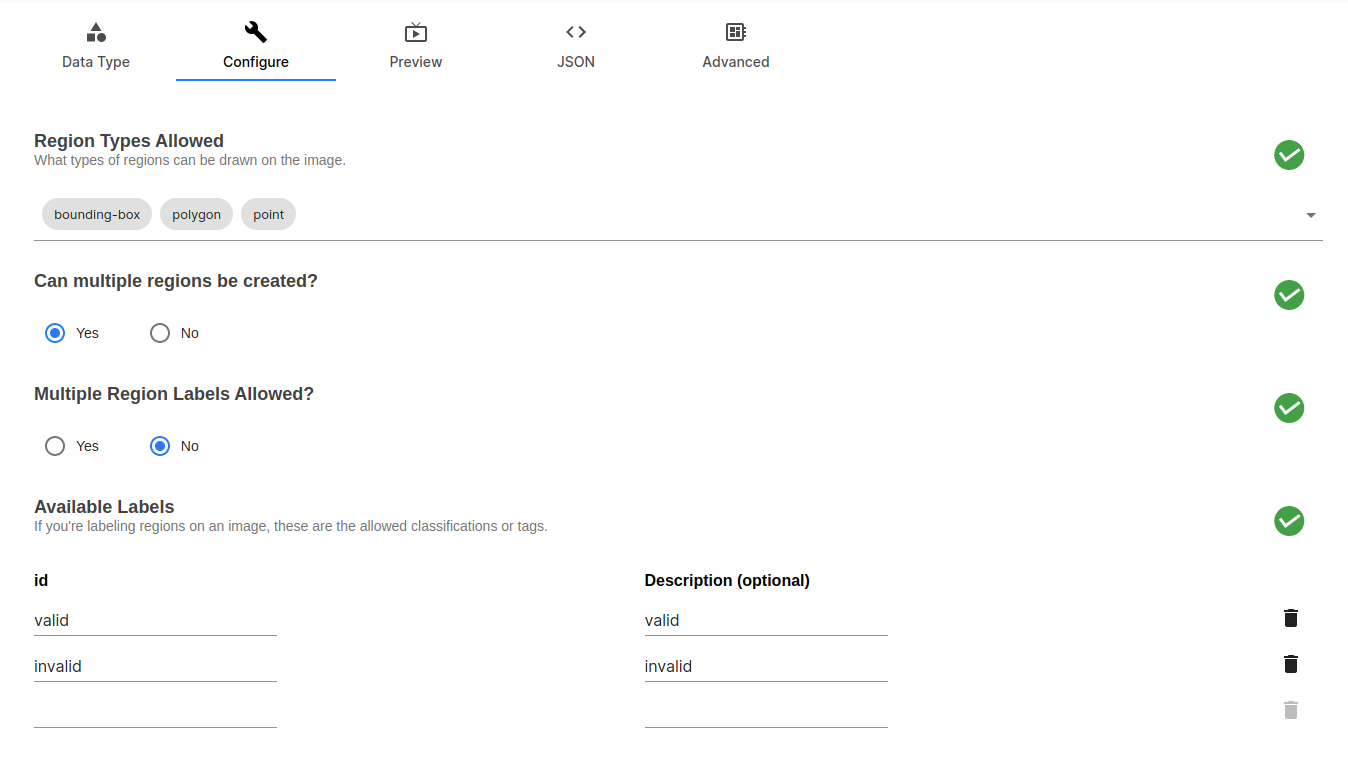 Data Type Configure Preview JSON Advanced
Region Types Allowed
What types of regions can be drawn on the image.
bounding-box polygon point
Can multiple regions be created?
Yes No
Multiple Region Labels Allowed?
Yes No
Available Labels
If you're labeling regions on an image, these are the allowed classifications or tags.
id Description (optional)
valid valid
invalid invalid